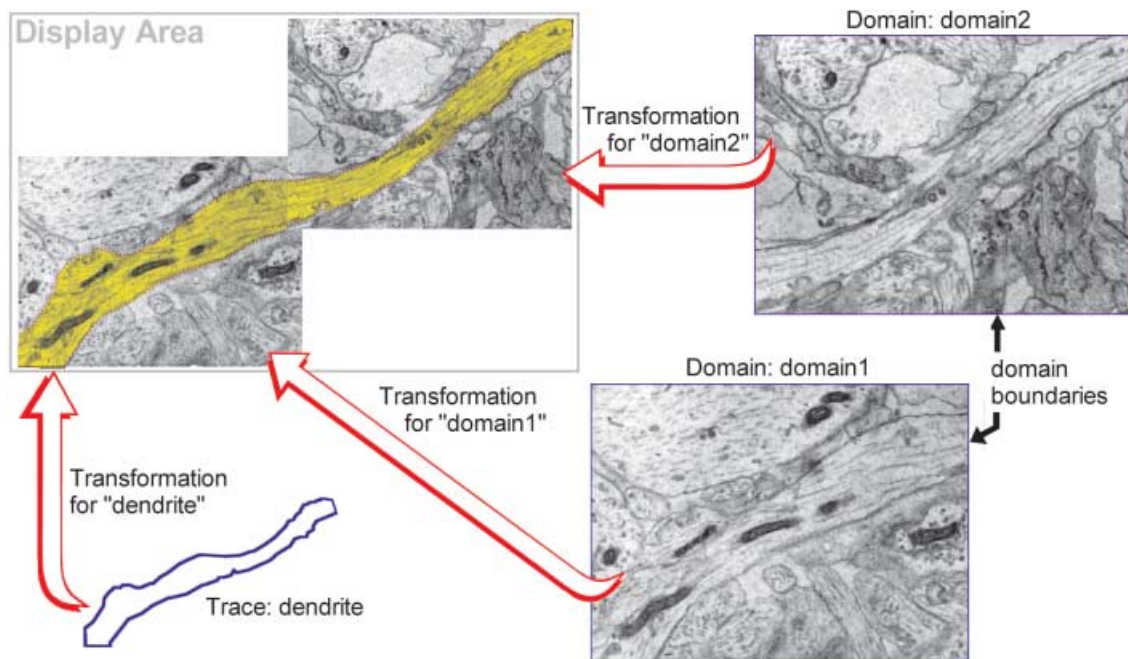 Display Area
Domain: domain2
Transformation
for "domain2"
Domain: domain1
domain
boundaries
Transformation
for "domain1"
Transformation
for "dendrite"
Trace: dendrite